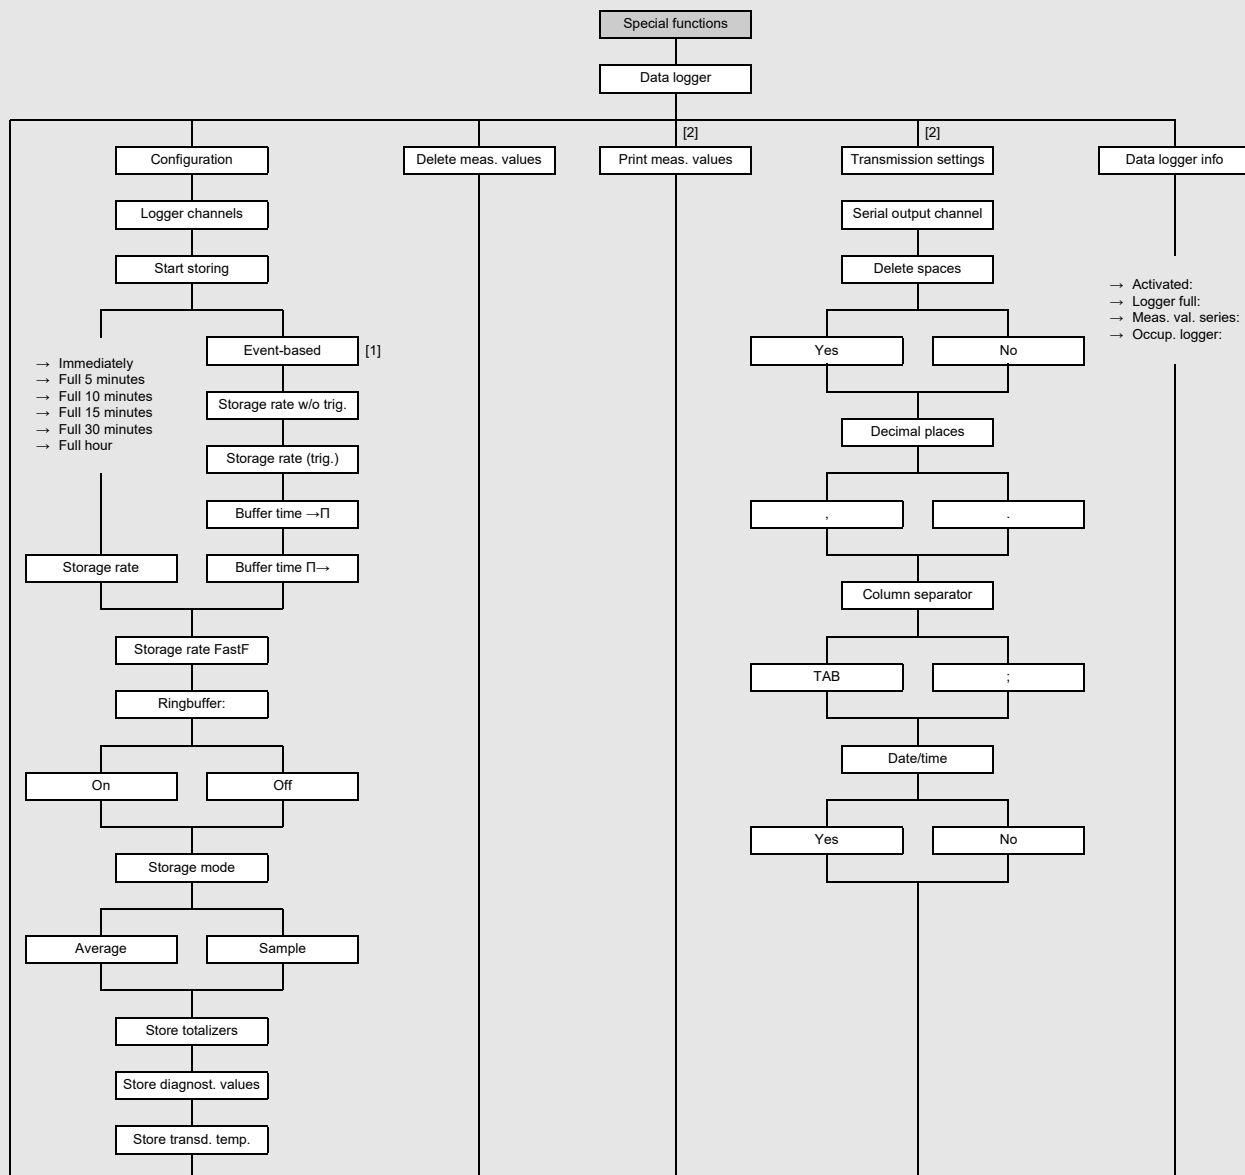 Special functions
Data logger
[2]
[2]
Configuration
Delete meas. values
Print meas. values
Transmission settings
Data logger info
Logger channels
Serial output channel
Start storing
Delete spaces
→ Activated:
→ Logger full:
→ Meas. val. series:
→ Occup. logger:
Event-based
[1]
Yes
No
→ Immediately
→ Full 5 minutes
→ Full 10 minutes
→ Full 15 minutes
→ Full 30 minutes
→ Full hour
Storage rate w/o trig.
Decimal places
Storage rate (trig.)
Buffer time →Π
,
.
Storage rate
Buffer time Π→
Column separator
Storage rate FastF
TAB
;
Ringbuffer:
Date/time
On
Off
Yes
No
Storage mode
Average
Sample
Store totalizers
Store diagnost. values
Store transd. temp.